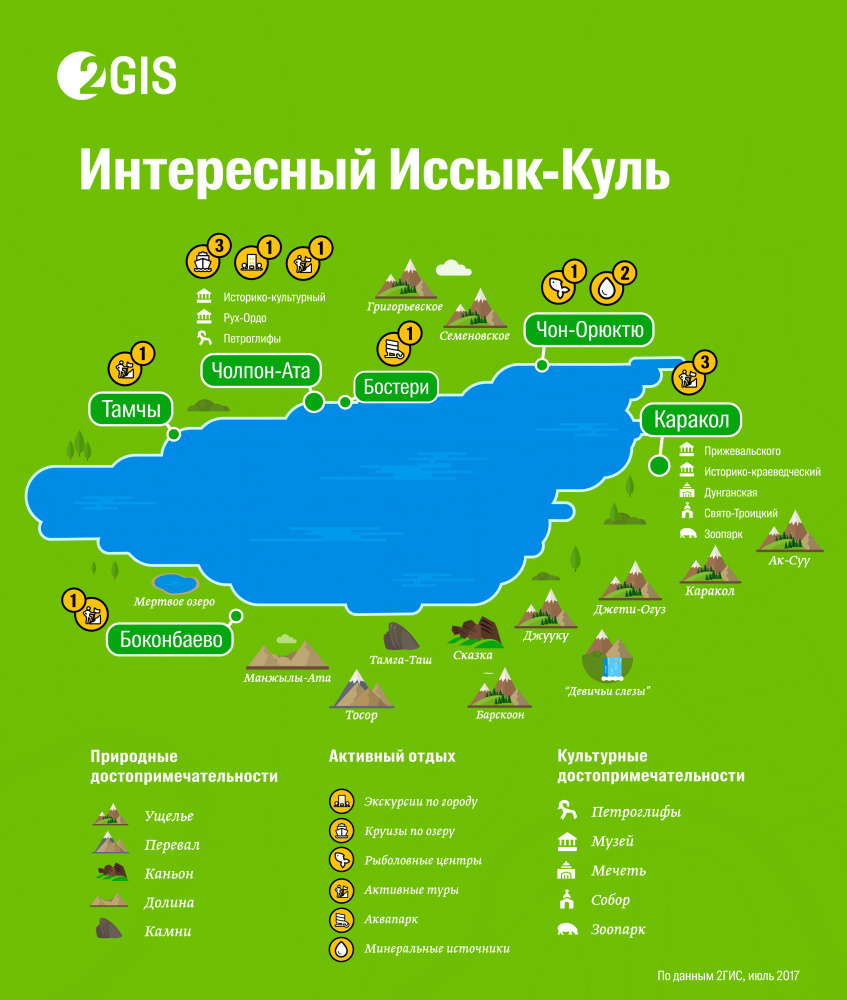 2GIS
Интересный Иссык-Куль
3
1
1
Историко-культурный
Рух-Ордо
Петроглифы
Григорьевское
Семеновское
1
2
Чон-Орюктю
1
Бостери
Чолпон-Ата
1
Тамчы
3
Каракол
Пржевальского
Историко-краеведческий
Дунганская
Свято-Троицкий
Зоопарк
Ак-Суу
Каракол
Джети-Огуз
Джууку
"Девичьи слезы"
Мертвое озеро
1
Боконбаево
Манжылы-Ата
Тамга-Таш
Сказка
Тосор
Барскоон
Природные
достопримечательности
Ущелье
Перевал
Каньон
Долина
Камни
Активный отдых
Экскурсии по городу
Круизы по озеру
Рыболовные центры
Активные туры
Аквапарк
Минеральные источники
Культурные
достопримечательности
Петроглифы
Музей
Мечеть
Собор
Зоопарк
По данным 2ГИС, июль 2017